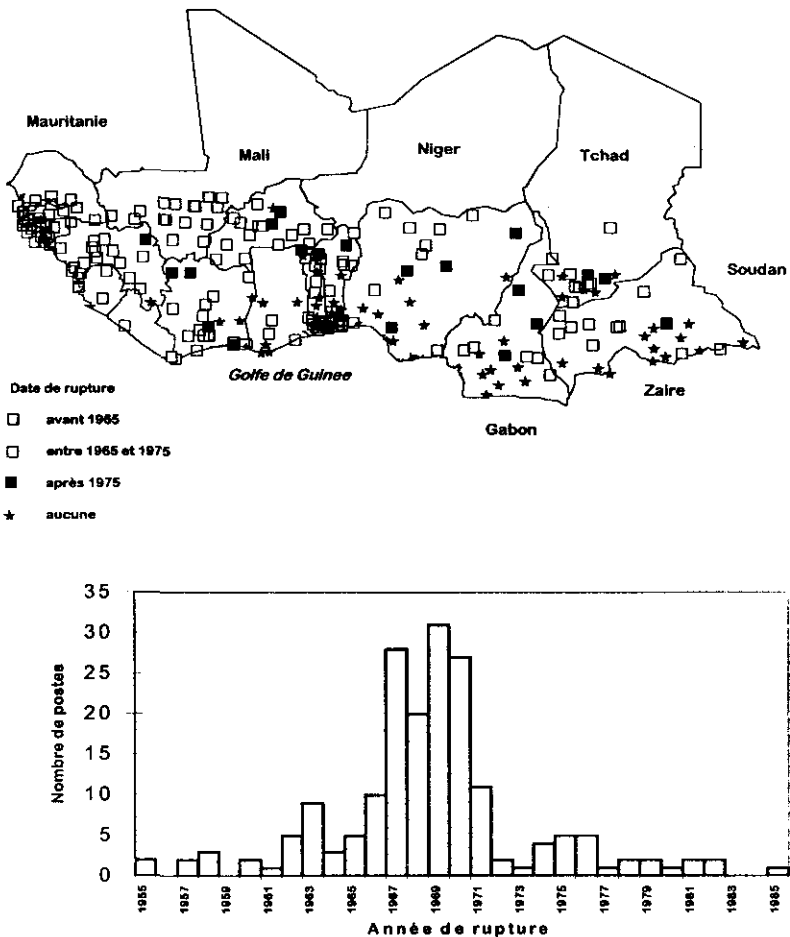 Mauritanie
Mali
Niger
Tchad
Soudan
Golfe de Guinee
Zaire
Gabon
Date de rupture
avant 1965
entre 1965 et 1975
après 1975
aucune
35
30
25
20
15
10
5
0
Nombre de postes
1955 1957 1959 1961 1963 1965 1967 1969 1971 1973 1975 1977 1979 1981 1983 1985
Année de rupture